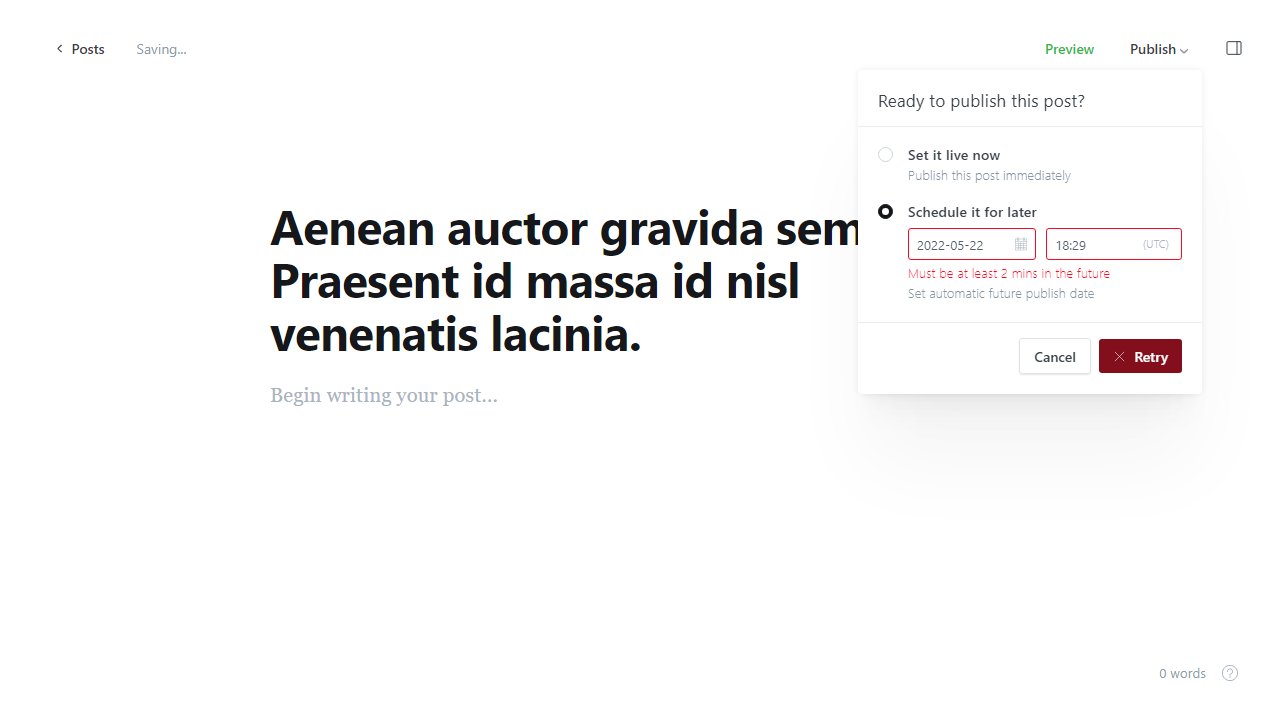 Posts
Saving...
Preview
Publish
Ready to publish this post?
Set it live now
Publish this post immediately
Schedule it for later
2022-05-22
18:29
(UTC)
Must be at least 2 mins in the future
Set automatic future publish date
Cancel
Retry
Aenean auctor gravida sem
Praesent id massa id nisl
venenatis lacinia.
Begin writing your post...
0 words
?